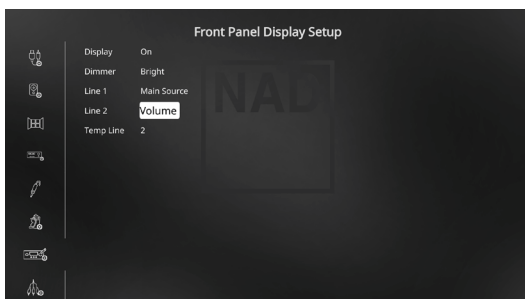 Front Panel Display Setup
Display On
Dimmer Bright
Line 1 Main Source
Line 2 Volume
Temp Line 2
NAD